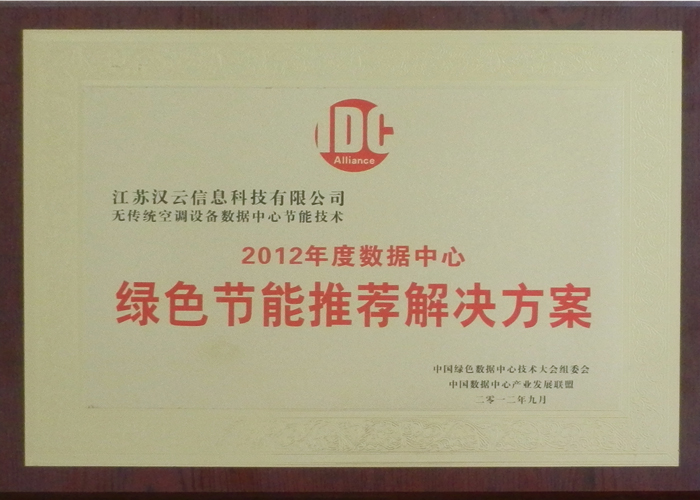 IDC
Alliance
江苏汉云信息科技有限公司
无传统空调设备数据中心节能技术
2012年度数据中心
绿色节能推荐解决方案
中国绿色数据中心技术大会组委会
中国数据中心产业发展联盟
二零一二年九月